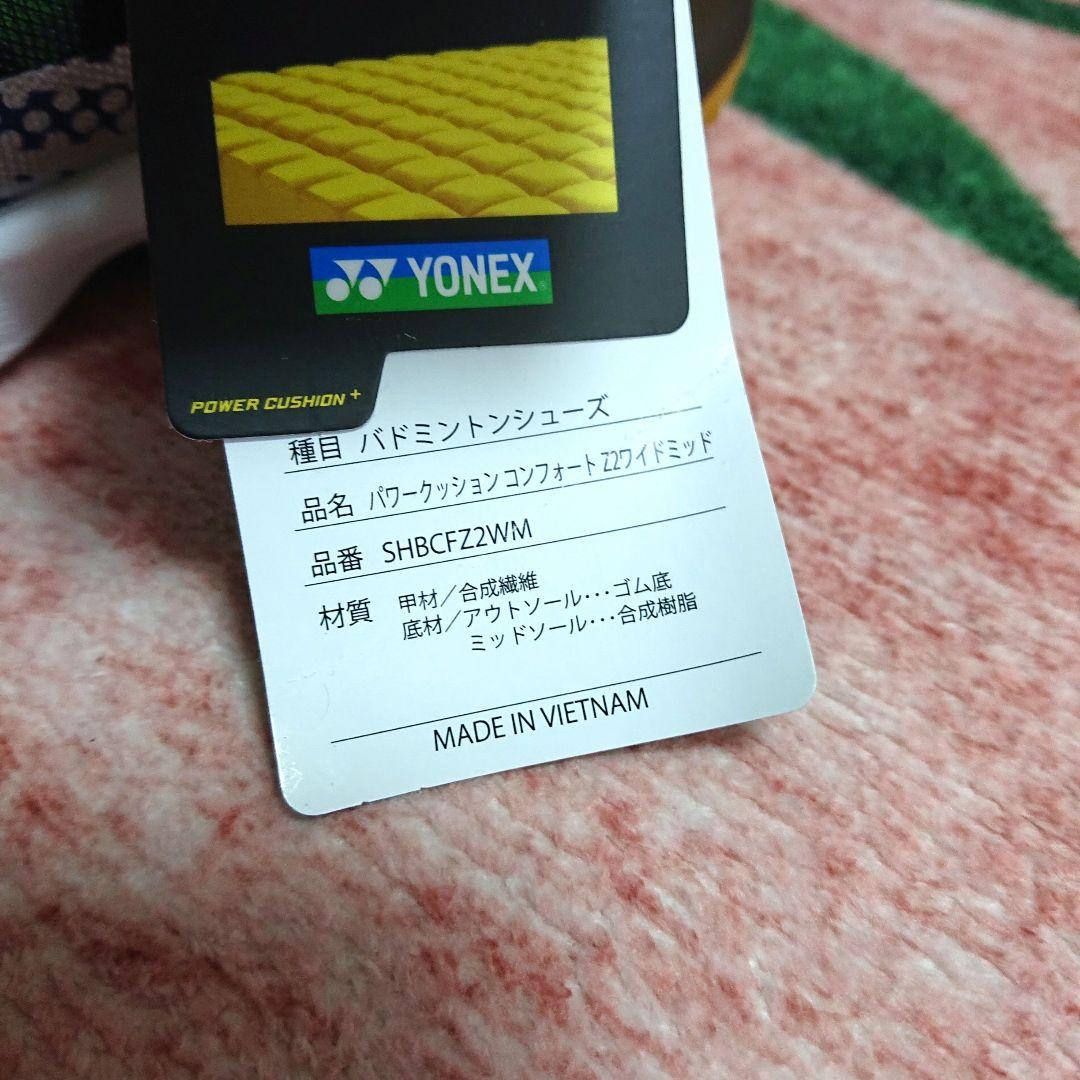 YONEX
POWER CUSHION+
種目 バドミントンシューズ
品名 パワークッション コンフォート Z2ワイドミッド
品番 SHBCFZ2WM
材質 甲材/合成繊維
底材/アウトソール･･･ゴム底
ミッドソール･･･合成樹脂
MADE IN VIETNAM